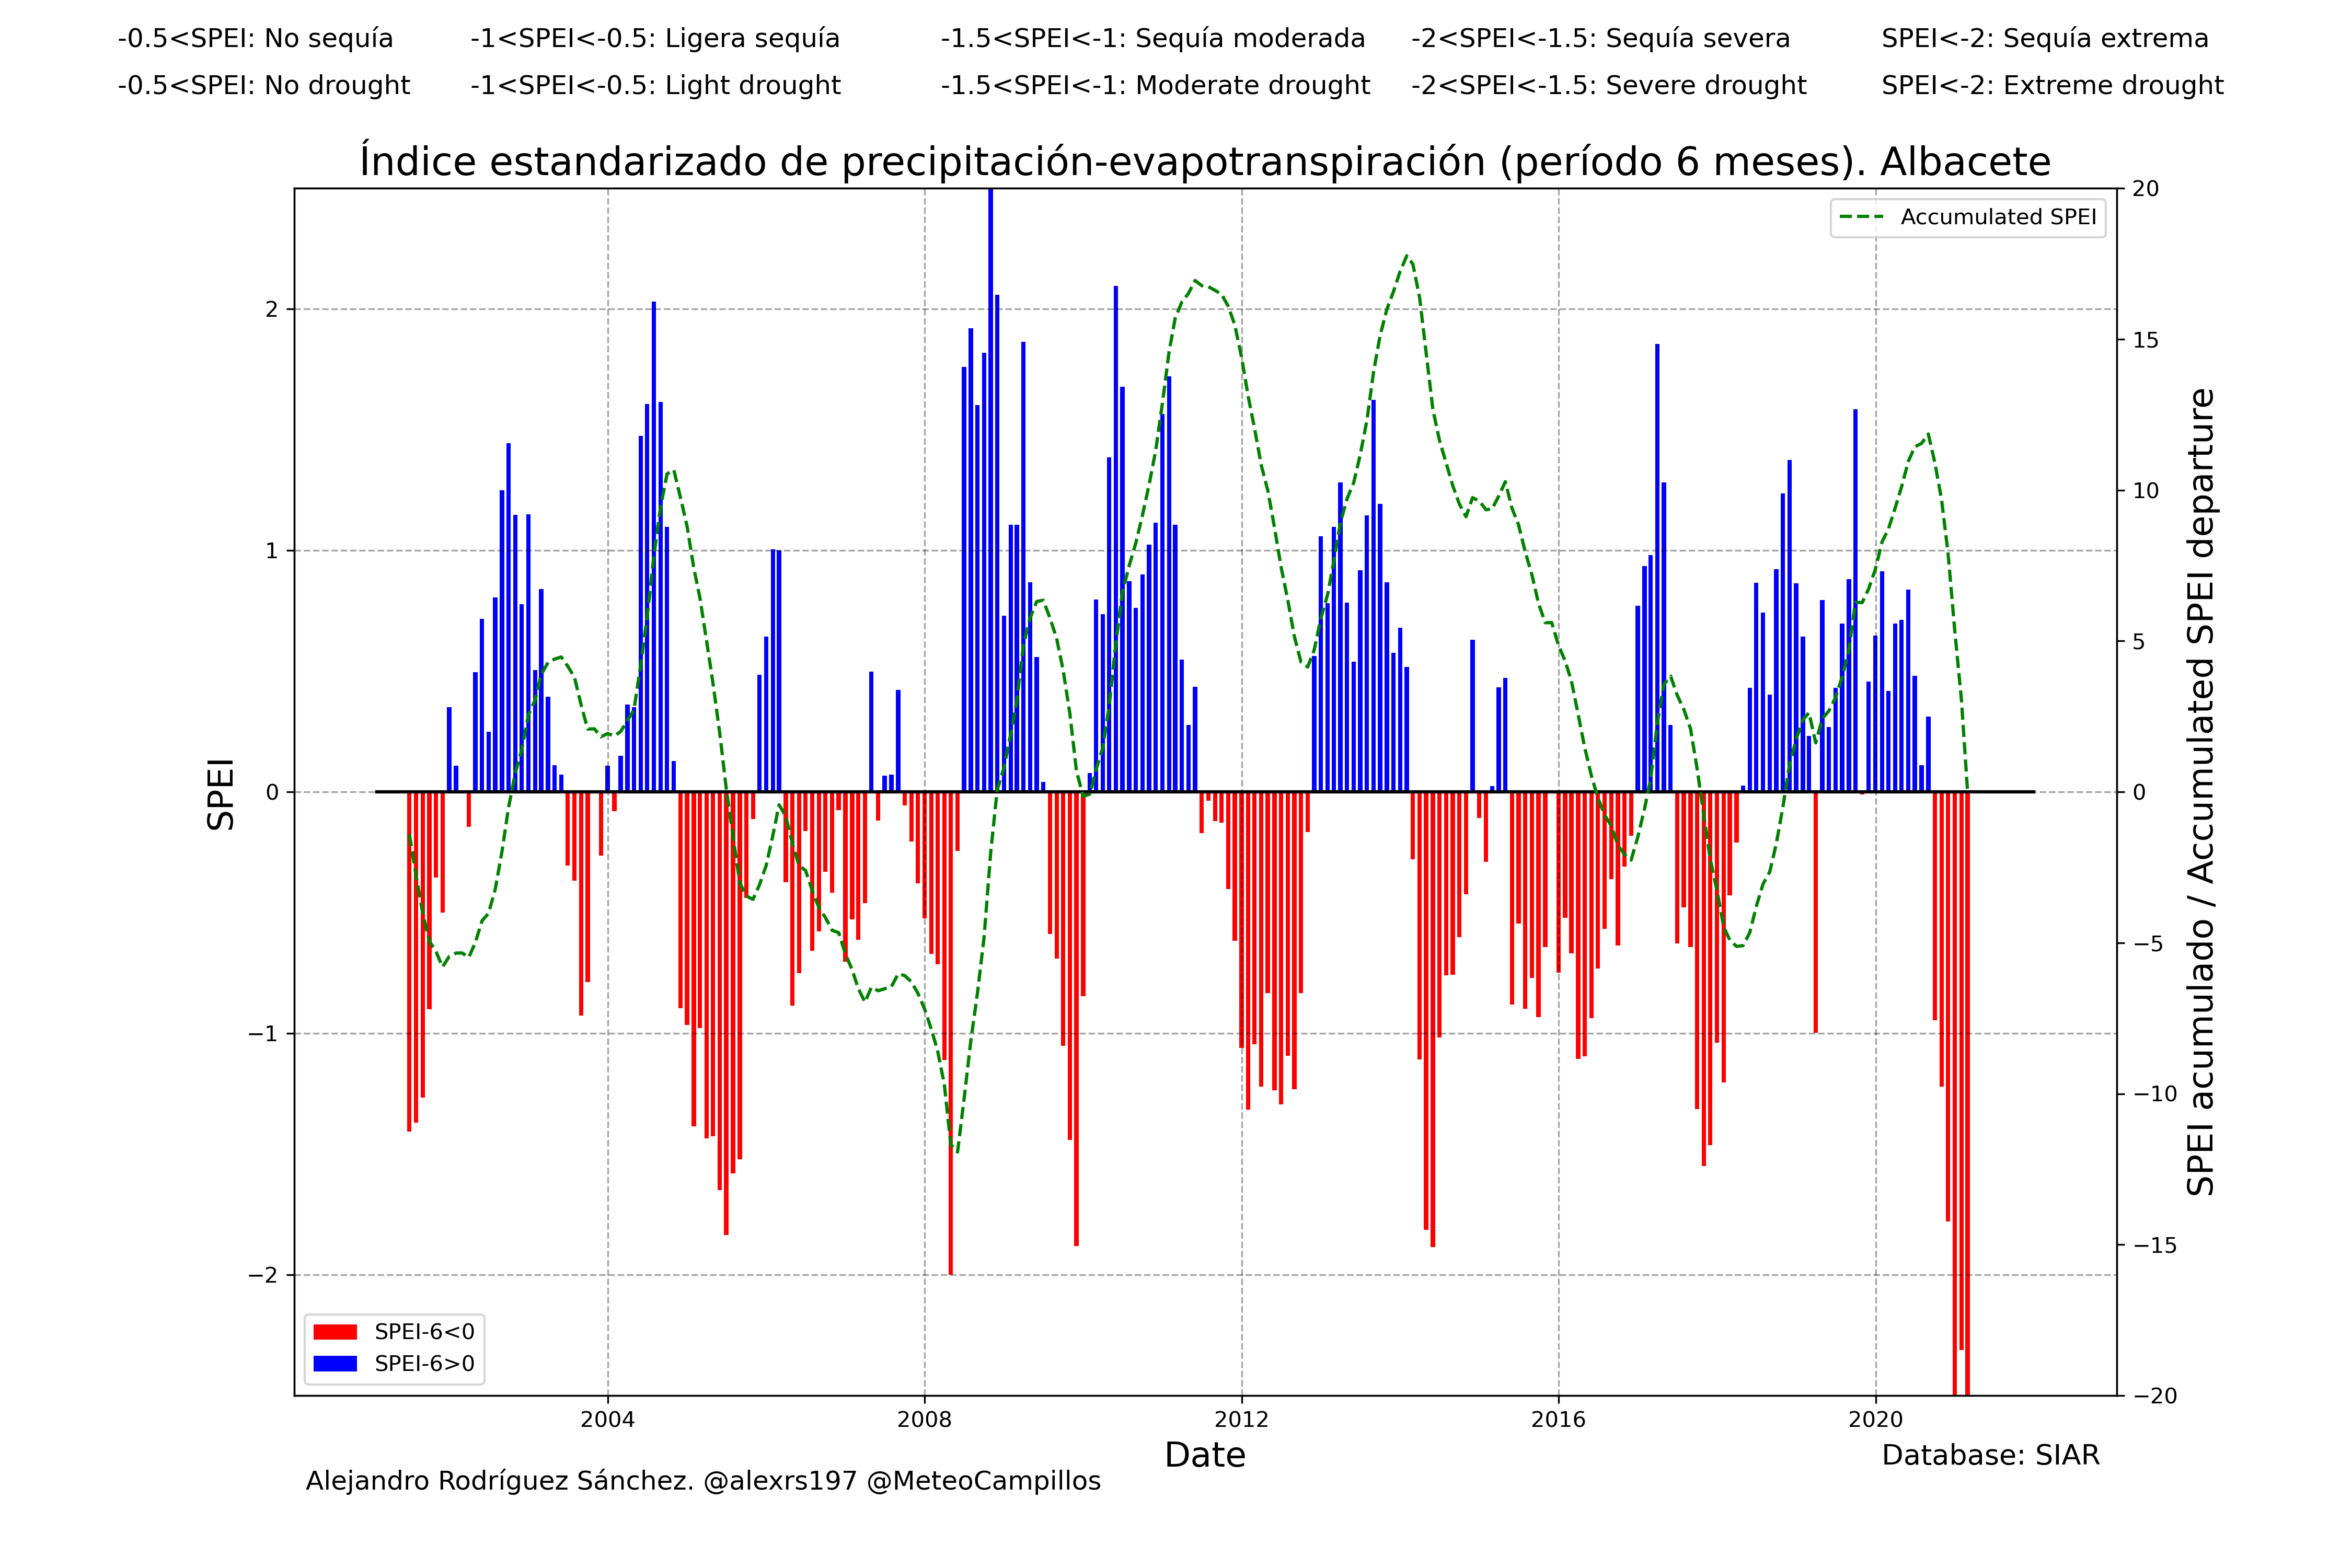 -0.5<SPEI: No sequía -1<SPEI<-0.5: Ligera sequía -1.5<SPEI<-1: Sequía moderada -2<SPEI<-1.5: Sequía severa SPEI<-2: Sequía extrema
-0.5<SPEI: No drought -1<SPEI<-0.5: Light drought -1.5<SPEI<-1: Moderate drought -2<SPEI<-1.5: Severe drought SPEI<-2: Extreme drought
Índice estandarizado de precipitación-evapotranspiración (período 6 meses). Albacete
Accumulated SPEI
SPEI
2
1
0
−1
−2
20
15
10
5
0
−5
−10
−15
−20
SPEI acumulado / Accumulated SPEI departure
SPEI-6<0
SPEI-6>0
2004 2008 2012 2016 2020
Date
Database: SIAR
Alejandro Rodríguez Sánchez. @alexrs197 @MeteoCampillos